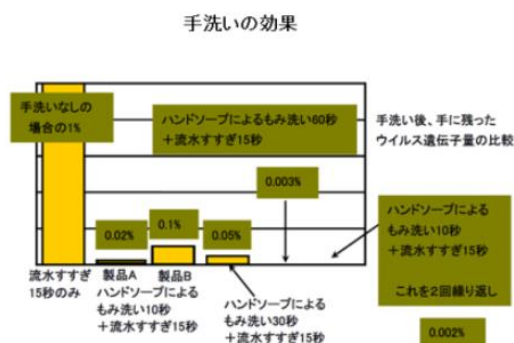 手洗いの効果
手洗いなしの
場合の1%
ハンドソープによるもみ洗い60秒
＋流水すすぎ15秒
手洗い後、手に残った
ウイルス遺伝子量の比較
0.003%
0.02%
0.1%
0.05%
ハンドソープによる
もみ洗い10秒
＋流水すすぎ15秒
これを2回繰り返し
流水すすぎ
15秒のみ
製品A
製品B
ハンドソープによる
もみ洗い10秒
＋流水すすぎ15秒
ハンドソープによる
もみ洗い30秒
＋流水すすぎ15秒
0.002%